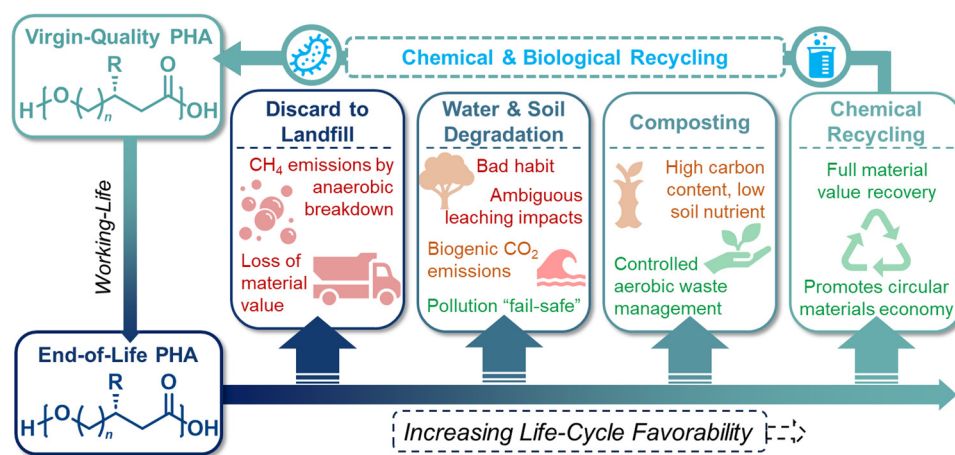 Virgin-Quality PHA
R
O
H
O
n
OH
Chemical & Biological Recycling
Discard to
Landfill
CH₄ emissions by
anaerobic
breakdown
Loss of
material
value
Water & Soil
Degradation
Bad habit
Ambiguous
leaching impacts
Biogenic CO₂
emissions
Pollution “fail-safe”
Composting
High carbon
content, low
soil nutrient
Controlled
aerobic waste
management
Chemical
Recycling
Full material
value recovery
Promotes circular
materials economy
Working-Life
End-of-Life PHA
R
O
H
O
n
OH
Increasing Life-Cycle Favorability